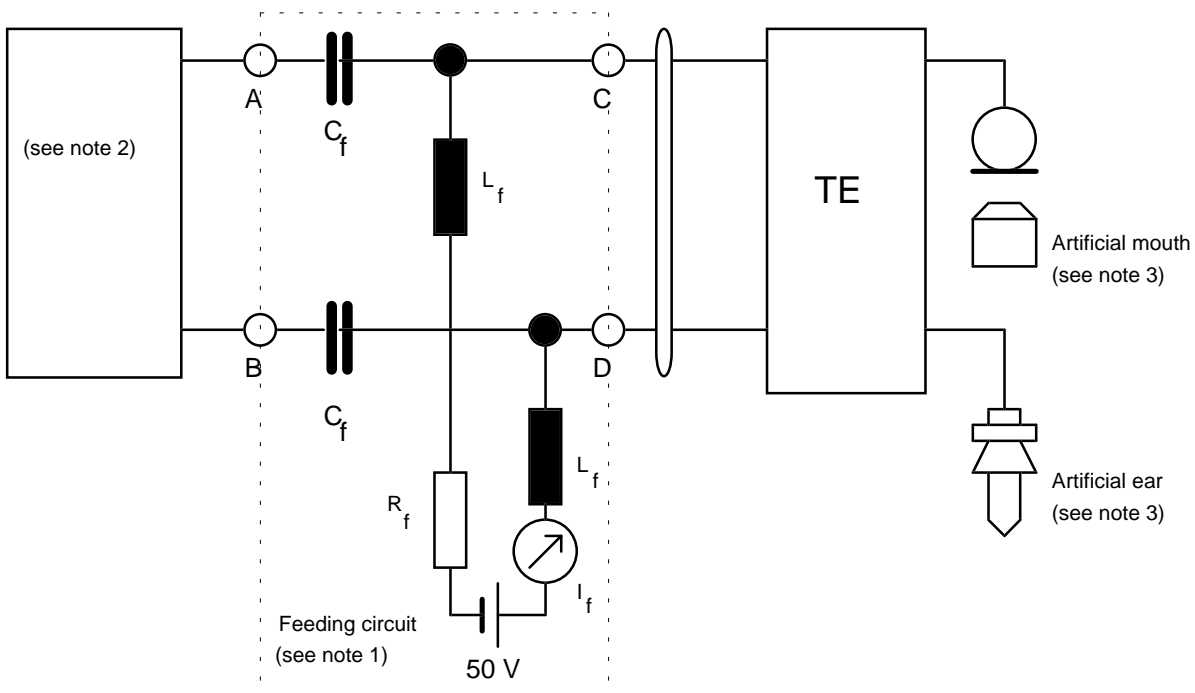 A
C
C
f
(see note 2)
L
f
TE
Artificial mouth
(see note 3)
B
D
C
f
L
f
R
f
Artificial ear
(see note 3)
I
f
Feeding circuit
(see note 1)
50 V